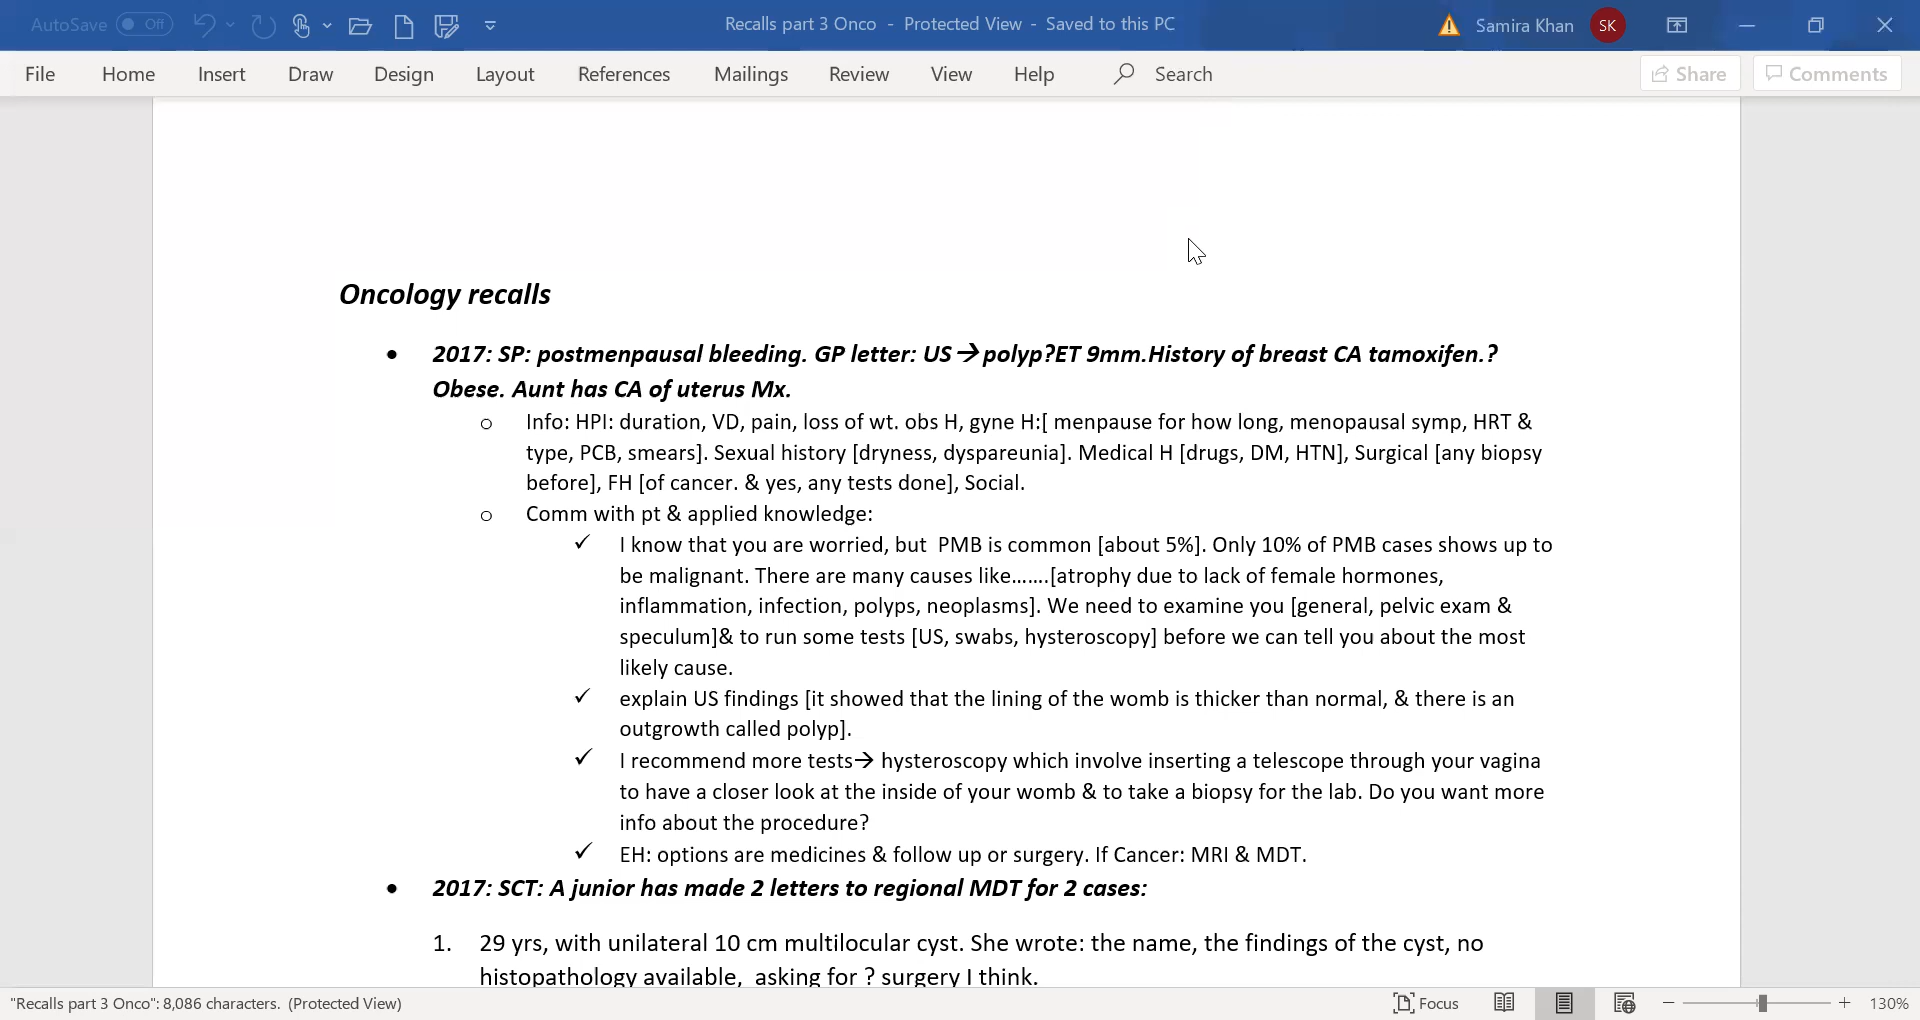 AutoSave Off Recalls part 3 Onco - Protected View - Saved to this PC Samira Khan SK
File Home Insert Draw Design Layout References Mailings Review View Help Search Share Comments
Oncology recalls
• 2017: SP: postmenpausal bleeding. GP letter: US → polyp?ET 9mm.History of breast CA tamoxifen.?
Obese. Aunt has CA of uterus Mx.
o Info: HPI: duration, VD, pain, loss of wt. obs H, gyne H:[ menpause for how long, menopausal symp, HRT &
type, PCB, smears]. Sexual history [dryness, dyspareunia]. Medical H [drugs, DM, HTN], Surgical [any biopsy
before], FH [of cancer. & yes, any tests done], Social.
o Comm with pt & applied knowledge:
✓ I know that you are worried, but PMB is common [about 5%]. Only 10% of PMB cases shows up to
be malignant. There are many causes like…….[atrophy due to lack of female hormones,
inflammation, infection, polyps, neoplasms]. We need to examine you [general, pelvic exam &
speculum]& to run some tests [US, swabs, hysteroscopy] before we can tell you about the most
likely cause.
✓ explain US findings [it showed that the lining of the womb is thicker than normal, & there is an
outgrowth called polyp].
✓ I recommend more tests→ hysteroscopy which involve inserting a telescope through your vagina
to have a closer look at the inside of your womb & to take a biopsy for the lab. Do you want more
info about the procedure?
✓ EH: options are medicines & follow up or surgery. If Cancer: MRI & MDT.
• 2017: SCT: A junior has made 2 letters to regional MDT for 2 cases:
1. 29 yrs, with unilateral 10 cm multilocular cyst. She wrote: the name, the findings of the cyst, no
histopathology available, asking for ? surgery I think.
"Recalls part 3 Onco": 8,086 characters. (Protected View) Focus 130%